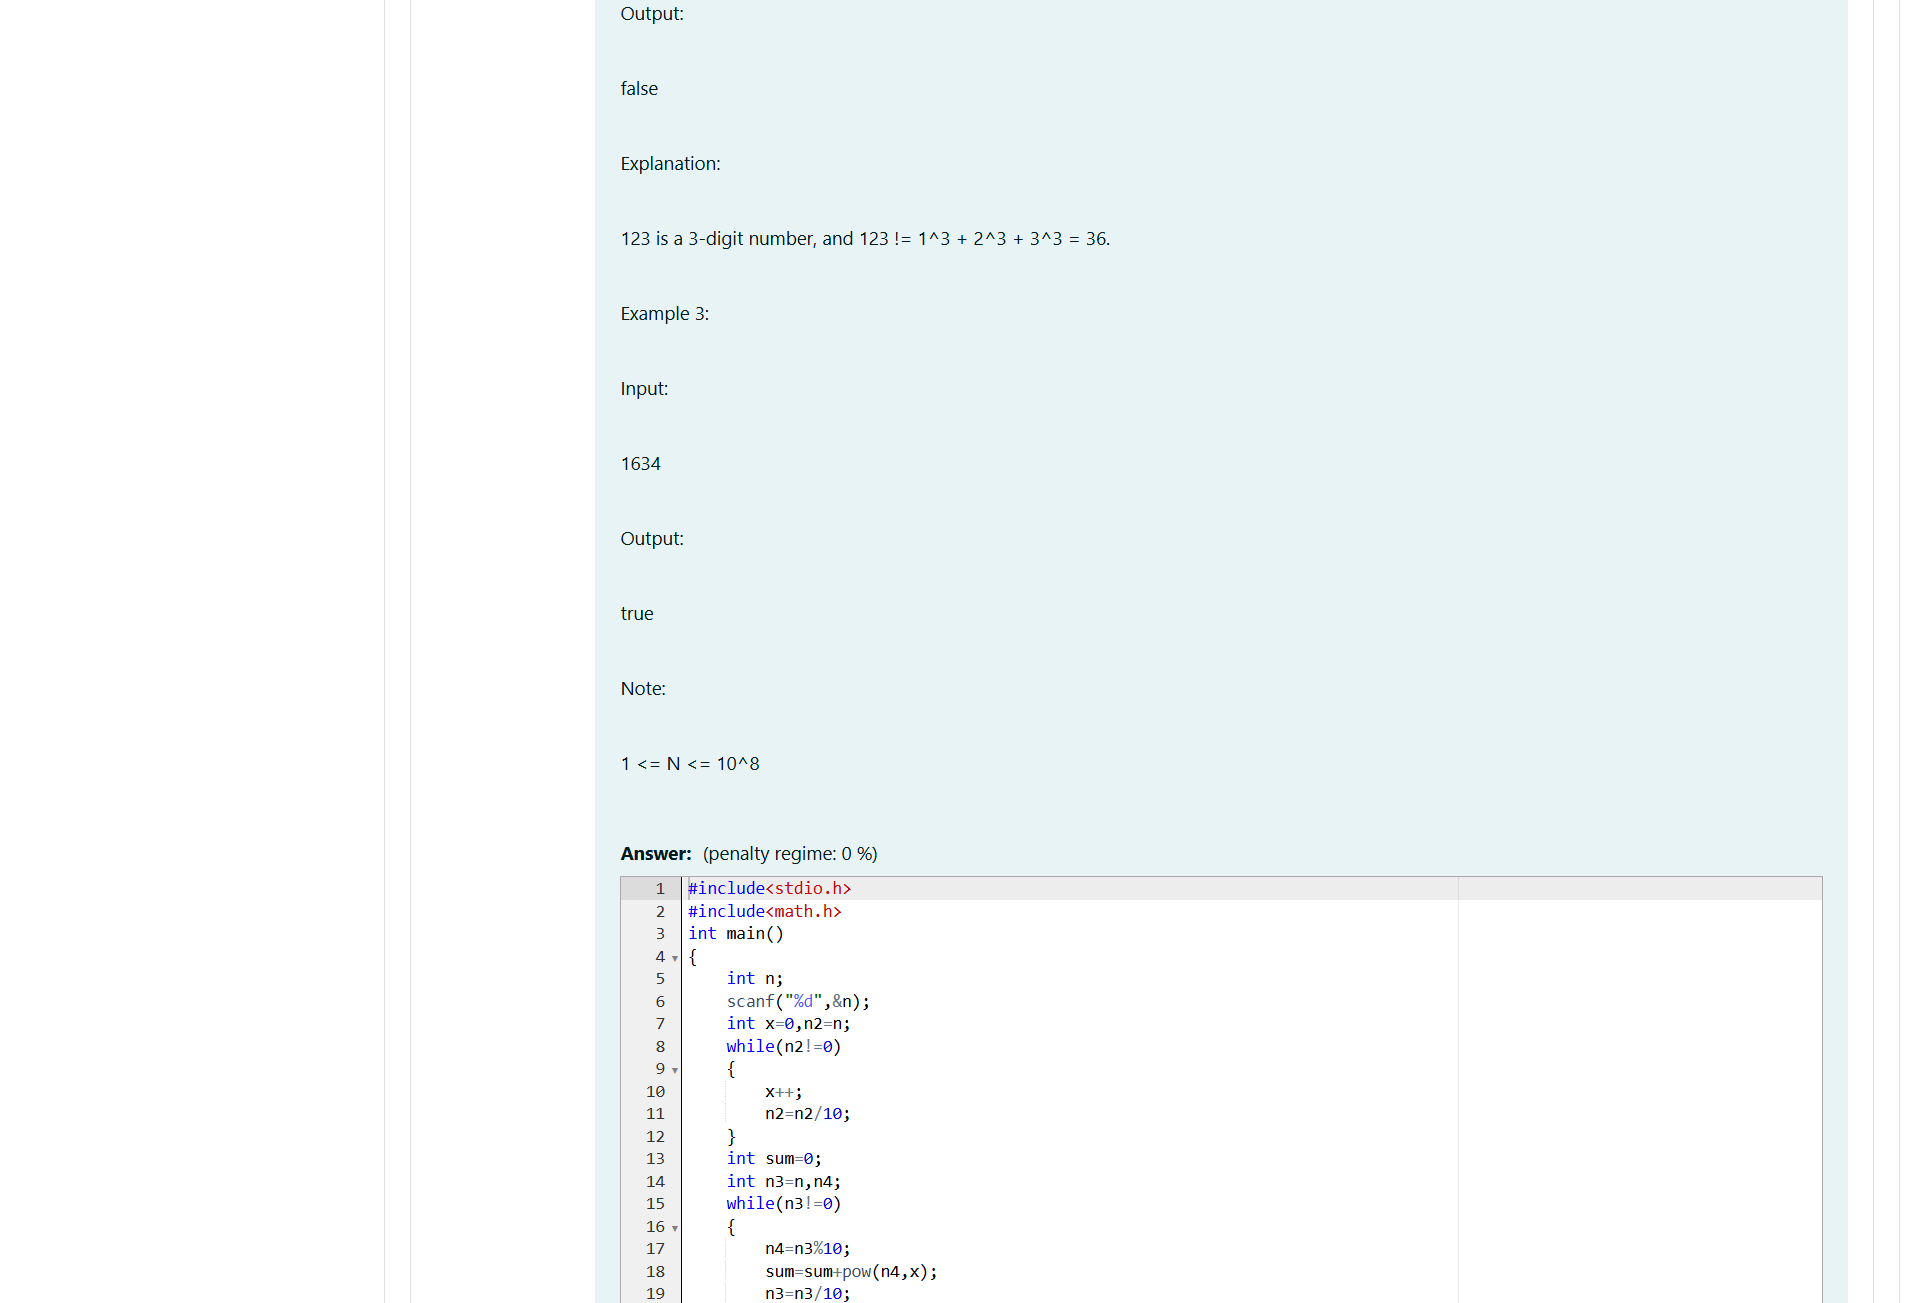 Output:
false
Explanation:
123 is a 3-digit number, and 123 != 1^3 + 2^3 + 3^3 = 36.
Example 3:
Input:
1634
Output:
true
Note:
1 <= N <= 10^8
Answer: (penalty regime: 0 %)
1 #include<stdio.h>
2 #include<math.h>
3 int main()
4 {
5     int n;
6     scanf("%d",&n);
7     int x=0,n2=n;
8     while(n2!=0)
9     {
10         x++;
11         n2=n2/10;
12     }
13     int sum=0;
14     int n3=n,n4;
15     while(n3!=0)
16     {
17         n4=n3%10;
18         sum=sum+pow(n4,x);
19         n3=n3/10;